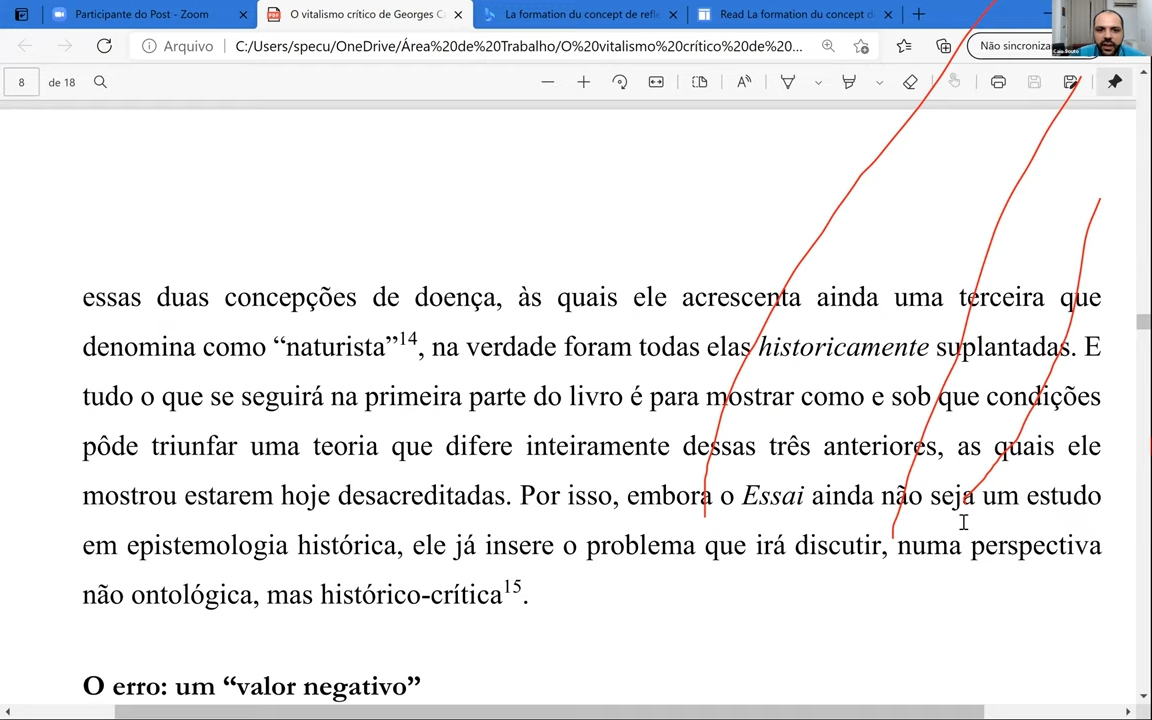 Participante do Post - Zoom
O vitalismo crítico de Georges C
La formation du concept de refle
Read La formation du concept d
Arquivo
C:/Users/specu/OneDrive/Área%20de%20Trabalho/O%20vitalismo%20crítico%20de%20...
Não sincroniza
Caio Souto
8 de 18
essas duas concepções de doença, às quais ele acrescenta ainda uma terceira que
denomina como “naturista”14, na verdade foram todas elas historicamente suplantadas. E
tudo o que se seguirá na primeira parte do livro é para mostrar como e sob que condições
pôde triunfar uma teoria que difere inteiramente dessas três anteriores, as quais ele
mostrou estarem hoje desacreditadas. Por isso, embora o Essai ainda não seja um estudo
em epistemologia histórica, ele já insere o problema que irá discutir, numa perspectiva
não ontológica, mas histórico-crítica15.
O erro: um “valor negativo”